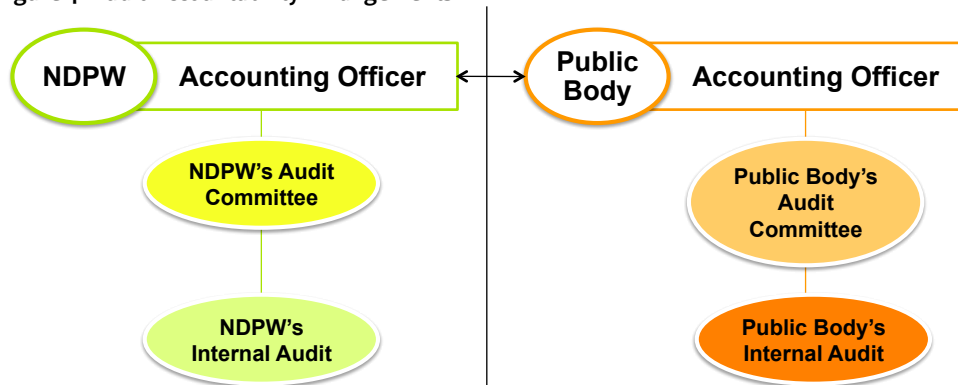 NDPW
Accounting Officer
Public
Body
Accounting Officer
NDPW's Audit
Committee
Public Body's
Audit
Committee
NDPW's
Internal Audit
Public Body's
Internal Audit